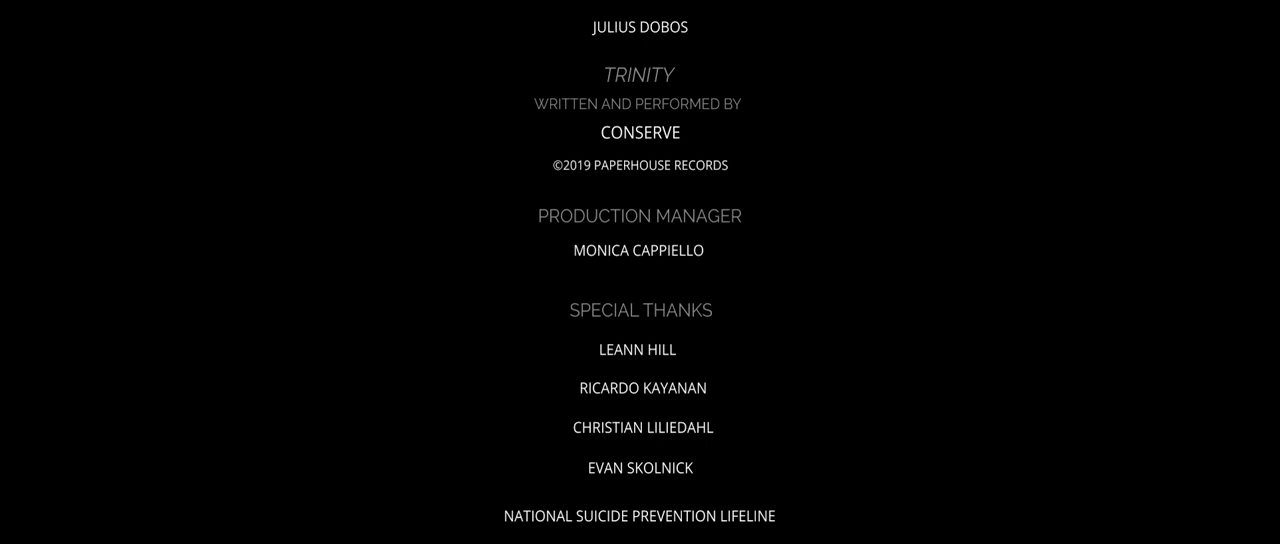 JULIUS DOBOS
TRINITY
WRITTEN AND PERFORMED BY
CONSERVE
©2019 PAPERHOUSE RECORDS
PRODUCTION MANAGER
MONICA CAPPIELLO
SPECIAL THANKS
LEANN HILL
RICARDO KAYANAN
CHRISTIAN LILIEDAHL
EVAN SKOLNICK
NATIONAL SUICIDE PREVENTION LIFELINE